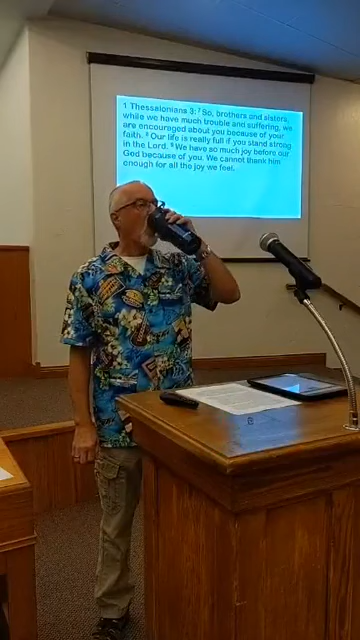 1 Thessalonians 3: ⁷ So, brothers and sisters,
while we have much trouble and suffering, we
are encouraged about you because of your
faith. ⁸ Our life is really full if you stand strong
in the Lord. ⁹ We have so much joy before our
God because of you. We cannot thank him
enough for all the joy we feel.